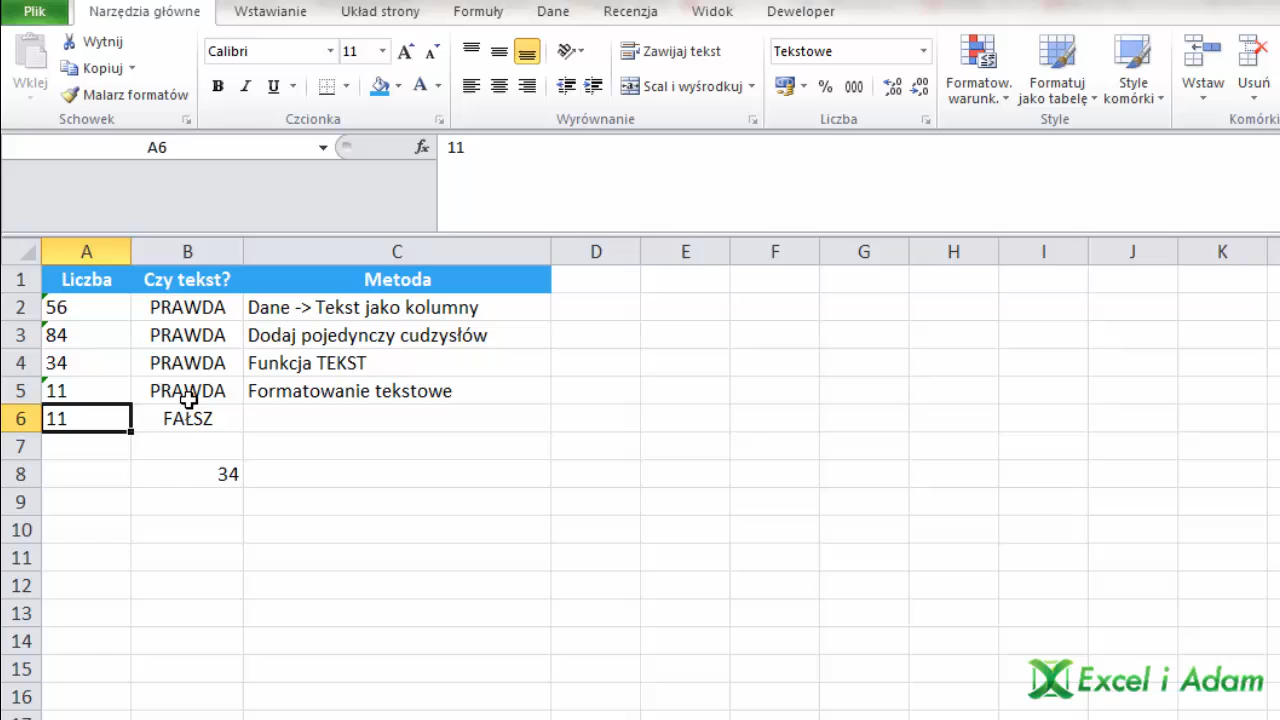 Plik Narzędzia główne Wstawianie Układ strony Formuły Dane Recenzja Widok Deweloper
Wklej
Wytnij
Kopiuj
Malarz formatów
Schowek
Calibri 11
B I U A
Czcionka
Zawijaj tekst
Scal i wyśrodkuj
Wyrównanie
Tekstowe
% 000
Liczba
Formatow. warunk.
Formatuj jako tabelę
Style komórki
Style
Wstaw
Usuń
Komórki
A6 fx 11
A B C D E F G H I J K
1 Liczba Czy tekst? Metoda
2 56 PRAWDA Dane -> Tekst jako kolumny
3 84 PRAWDA Dodaj pojedynczy cudzysłów
4 34 PRAWDA Funkcja TEKST
5 11 PRAWDA Formatowanie tekstowe
6 11 FAŁSZ
7
8 34
9
10
11
12
13
14
15
16
Excel i Adam